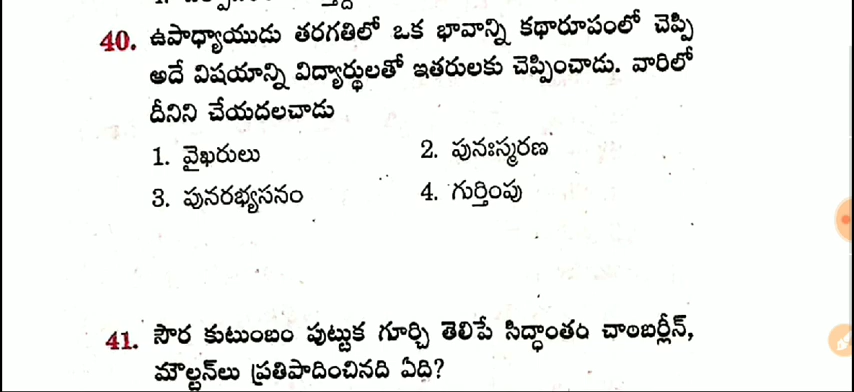 40. ఉపాధ్యాయుడు తరగతిలో ఒక భావాన్ని కథారూపంలో చెప్పి
అదే విషయాన్ని విద్యార్థులతో ఇతరులకు చెప్పించాడు. వారిలో
దీనిని చేయదలచాడు
1. వైఖరులు 2. పునఃస్మరణ
3. పునరభ్యసనం 4. గుర్తింపు
41. సౌర కుటుంబం పుట్టుక గూర్చి తెలిపే సిద్ధాంతం చాంబర్లీన్,
మౌల్టన్‌లు ప్రతిపాదించినది ఏది?